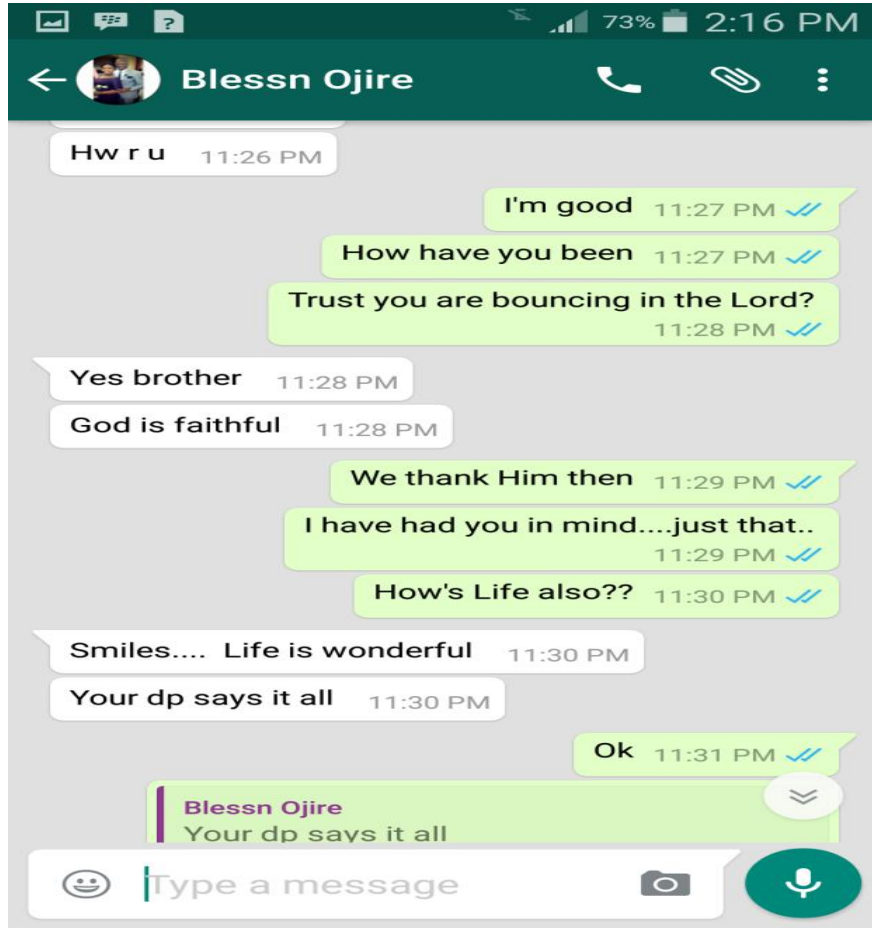 73% 2:16 PM
Blessn Ojire
Hw r u 11:26 PM
I'm good 11:27 PM
How have you been 11:27 PM
Trust you are bouncing in the Lord?
11:28 PM
Yes brother 11:28 PM
God is faithful 11:28 PM
We thank Him then 11:29 PM
I have had you in mind....just that..
11:29 PM
How's Life also?? 11:30 PM
Smiles.... Life is wonderful 11:30 PM
Your dp says it all 11:30 PM
Ok 11:31 PM
Blessn Ojire
Your dp says it all
Type a message